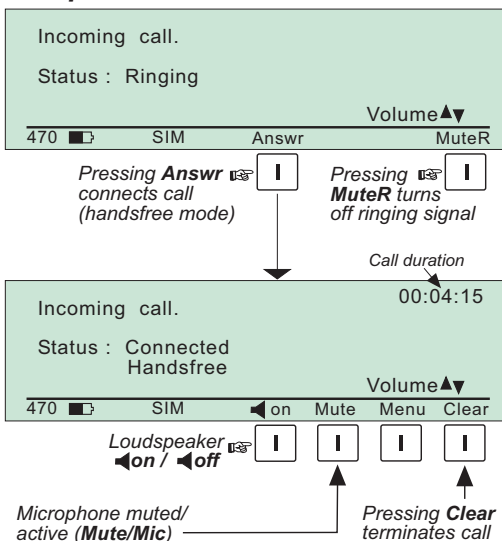 Incoming call.
Status : Ringing
Volume▲▼
470 SIM Answr MuteR
Pressing Answr
connects call
(handsfree mode)
Pressing
MuteR turns
off ringing signal
Call duration
00:04:15
Incoming call.
Status : Connected
Handsfree
Volume▲▼
470 SIM on Mute Menu Clear
Loudspeaker
on / off
Microphone muted/
active (Mute/Mic)
Pressing Clear
terminates call